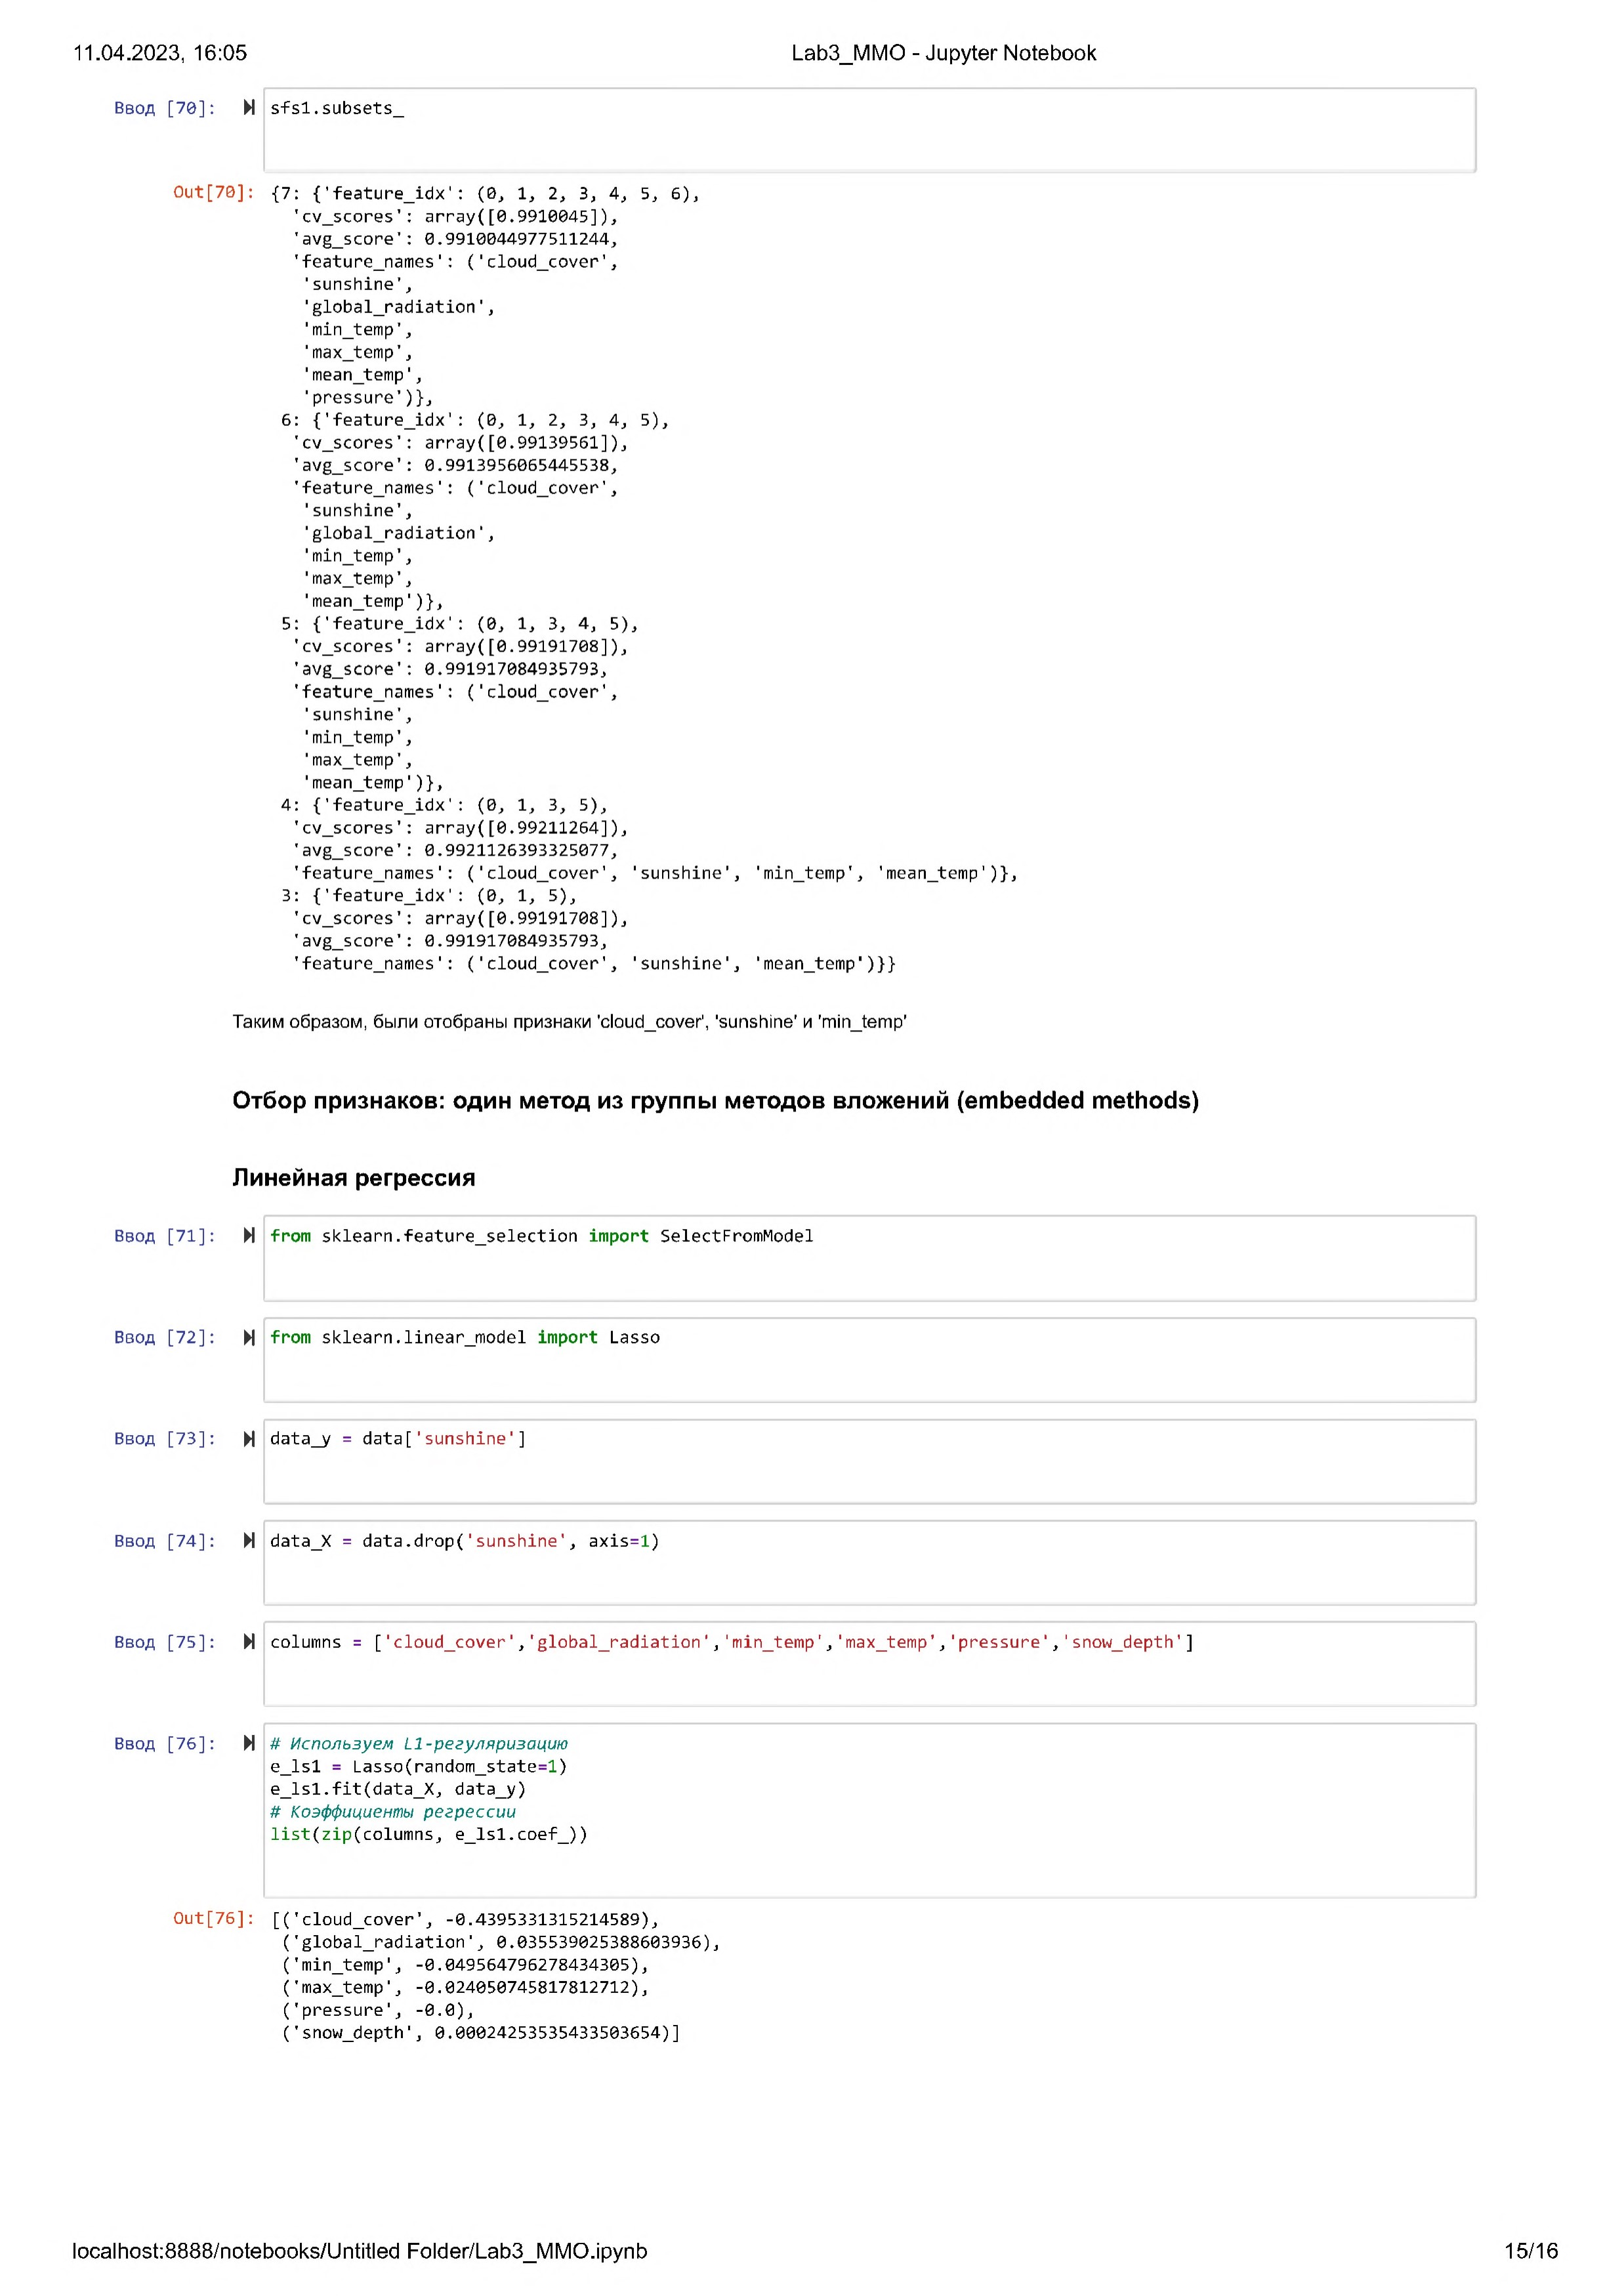 11.04.2023, 16:05 Lab3_MMO - Jupyter Notebook
Ввод [70]: sfs1.subsets_
Out[70]: {7: {'feature_idx': (0, 1, 2, 3, 4, 5, 6),
'cv_scores': array([0.9910045]),
'avg_score': 0.9910044977511244,
'feature_names': ('cloud_cover',
'sunshine',
'global_radiation',
'min_temp',
'max_temp',
'mean_temp',
'pressure')},
6: {'feature_idx': (0, 1, 2, 3, 4, 5),
'cv_scores': array([0.99139561]),
'avg_score': 0.9913956065445538,
'feature_names': ('cloud_cover',
'sunshine',
'global_radiation',
'min_temp',
'max_temp',
'mean_temp')},
5: {'feature_idx': (0, 1, 3, 4, 5),
'cv_scores': array([0.99191708]),
'avg_score': 0.991917084935793,
'feature_names': ('cloud_cover',
'sunshine',
'min_temp',
'max_temp',
'mean_temp')},
4: {'feature_idx': (0, 1, 3, 5),
'cv_scores': array([0.99211264]),
'avg_score': 0.9921126393325077,
'feature_names': ('cloud_cover', 'sunshine', 'min_temp', 'mean_temp')},
3: {'feature_idx': (0, 1, 5),
'cv_scores': array([0.99191708]),
'avg_score': 0.991917084935793,
'feature_names': ('cloud_cover', 'sunshine', 'mean_temp')}}
Таким образом, были отобраны признаки 'cloud_cover', 'sunshine' и 'min_temp'
Отбор признаков: один метод из группы методов вложений (embedded methods)
Линейная регрессия
Ввод [71]: from sklearn.feature_selection import SelectFromModel
Ввод [72]: from sklearn.linear_model import Lasso
Ввод [73]: data_y = data['sunshine']
Ввод [74]: data_X = data.drop('sunshine', axis=1)
Ввод [75]: columns = ['cloud_cover','global_radiation','min_temp','max_temp','pressure','snow_depth']
Ввод [76]: # Используем L1-регуляризацию
e_ls1 = Lasso(random_state=1)
e_ls1.fit(data_X, data_y)
# Коэффициенты регрессии
list(zip(columns, e_ls1.coef_))
Out[76]: [('cloud_cover', -0.4395331315214589),
('global_radiation', 0.035539025388603936),
('min_temp', -0.049564796278434305),
('max_temp', -0.024050745817812712),
('pressure', -0.0),
('snow_depth', 0.00024253535433503654)]
localhost:8888/notebooks/Untitled Folder/Lab3_MMO.ipynb 15/16